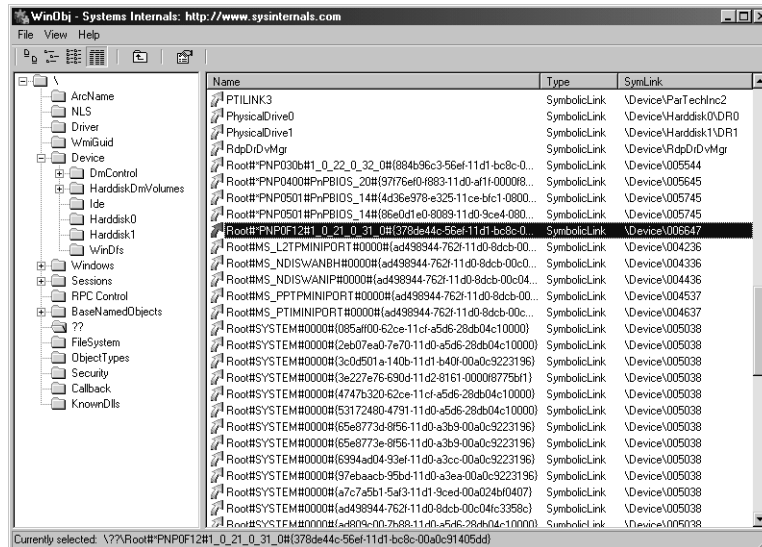 WinObj - Systems Internals: http://www.sysinternals.com
File View Help
\
ArcName
NLS
Driver
WmiGuid
Device
DmControl
HarddiskDmVolumes
Ide
Harddisk0
Harddisk1
WinDfs
Windows
Sessions
RPC Control
BaseNamedObjects
??
FileSystem
ObjectTypes
Security
Callback
KnownDlls
Name Type SymLink
PTILINK3 SymbolicLink \Device\ParTechInc2
PhysicalDrive0 SymbolicLink \Device\Harddisk0\DR0
PhysicalDrive1 SymbolicLink \Device\Harddisk1\DR1
RdpDrDvMgr SymbolicLink \Device\RdpDrDvMgr
Root#*PNP030b#1_0_22_0_32_0#{884b96c3-56ef-11d1-bc8c-0... SymbolicLink \Device\005544
Root#*PNP0400#PnPBIOS_20#{97f76ef0-f883-11d0-af1f-0000f8... SymbolicLink \Device\005645
Root#*PNP0501#PnPBIOS_14#{4d36e978-e325-11ce-bfc1-0800... SymbolicLink \Device\005745
Root#*PNP0501#PnPBIOS_14#{86e0d1e0-8089-11d0-9ce4-080... SymbolicLink \Device\005745
Root#*PNP0F12#1_0_21_0_31_0#{378de44c-56ef-11d1-bc8c-0... SymbolicLink \Device\006647
Root#MS_L2TPMINIPORT#0000#{ad498944-762f-11d0-8dcb-00... SymbolicLink \Device\004236
Root#MS_NDISWANBH#0000#{ad498944-762f-11d0-8dcb-00c0... SymbolicLink \Device\004336
Root#MS_NDISWANIP#0000#{ad498944-762f-11d0-8dcb-00c04... SymbolicLink \Device\004436
Root#MS_PPTPMINIPORT#0000#{ad498944-762f-11d0-8dcb-00... SymbolicLink \Device\004537
Root#MS_PTIMINIPORT#0000#{ad498944-762f-11d0-8dcb-00c... SymbolicLink \Device\004637
Root#SYSTEM#0000#{085aff00-62ce-11cf-a5d6-28db04c10000} SymbolicLink \Device\005038
Root#SYSTEM#0000#{2eb07ea0-7e70-11d0-a5d6-28db04c10000} SymbolicLink \Device\005038
Root#SYSTEM#0000#{3c0d501a-140b-11d1-b40f-00a0c9223196} SymbolicLink \Device\005038
Root#SYSTEM#0000#{3e227e76-690d-11d2-8161-0000f8775bf1} SymbolicLink \Device\005038
Root#SYSTEM#0000#{4747b320-62ce-11cf-a5d6-28db04c10000} SymbolicLink \Device\005038
Root#SYSTEM#0000#{53172480-4791-11d0-a5d6-28db04c10000} SymbolicLink \Device\005038
Root#SYSTEM#0000#{65e8773d-8f56-11d0-a3b9-00a0c9223196} SymbolicLink \Device\005038
Root#SYSTEM#0000#{65e8773e-8f56-11d0-a3b9-00a0c9223196} SymbolicLink \Device\005038
Root#SYSTEM#0000#{6994ad04-93ef-11d0-a3cc-00a0c9223196} SymbolicLink \Device\005038
Root#SYSTEM#0000#{97ebaacb-95bd-11d0-a3ea-00a0c9223196} SymbolicLink \Device\005038
Root#SYSTEM#0000#{a7c7a5b1-5af3-11d1-9ced-00a024bf0407} SymbolicLink \Device\005038
Root#SYSTEM#0000#{ad498944-762f-11d0-8dcb-00c04fc3358c} SymbolicLink \Device\005038
Root#SYSTEM#0000#{ad809c00-7b88-11d0-a5d6-28db04c10000} SymbolicLink \Device\005038
Currently selected: \??\Root#*PNP0F12#1_0_21_0_31_0#{378de44c-56ef-11d1-bc8c-00a0c91405dd}